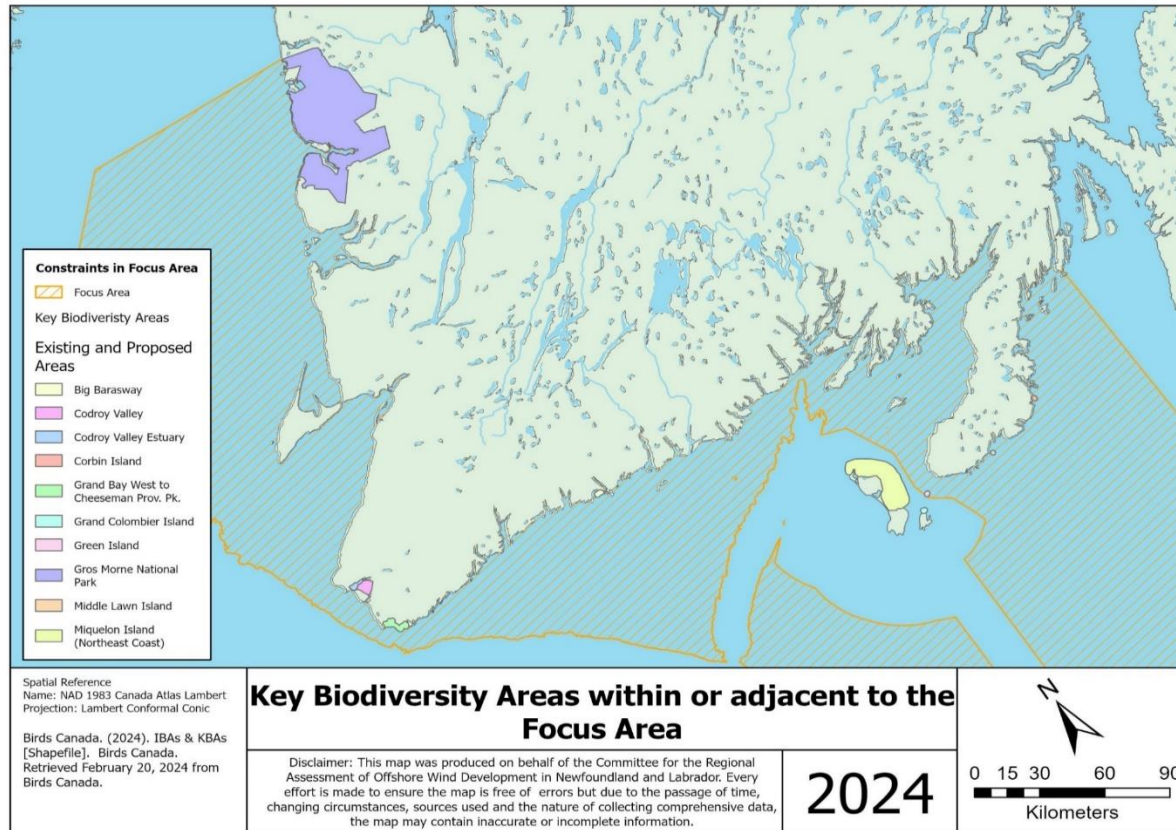 Constraints in Focus Area
Focus Area
Key Biodiveristy Areas
Existing and Proposed
Areas
Big Barasway
Codroy Valley
Codroy Valley Estuary
Corbin Island
Grand Bay West to
Cheeseman Prov. Pk.
Grand Colombier Island
Green Island
Gros Morne National
Park
Middle Lawn Island
Miquelon Island
(Northeast Coast)
Spatial Reference
Name: NAD 1983 Canada Atlas Lambert
Projection: Lambert Conformal Conic
Birds Canada. (2024). IBAs & KBAs
[Shapefile]. Birds Canada.
Retrieved February 20, 2024 from
Birds Canada.
Key Biodiversity Areas within or adjacent to the
Focus Area
Disclaimer: This map was produced on behalf of the Committee for the Regional
Assessment of Offshore Wind Development in Newfoundland and Labrador. Every
effort is made to ensure the map is free of errors but due to the passage of time,
changing circumstances, sources used and the nature of collecting comprehensive data,
the map may contain inaccurate or incomplete information.
2024
N
0 15 30 60 90
Kilometers